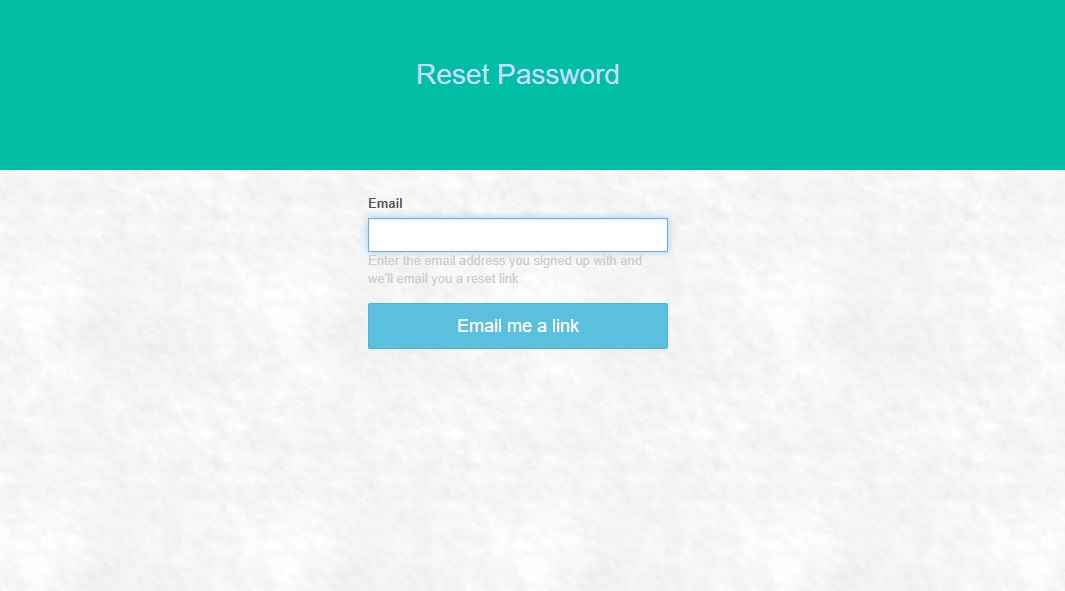 Reset Password
Email
Enter the email address you signed up with and
we'll email you a reset link.
Email me a link